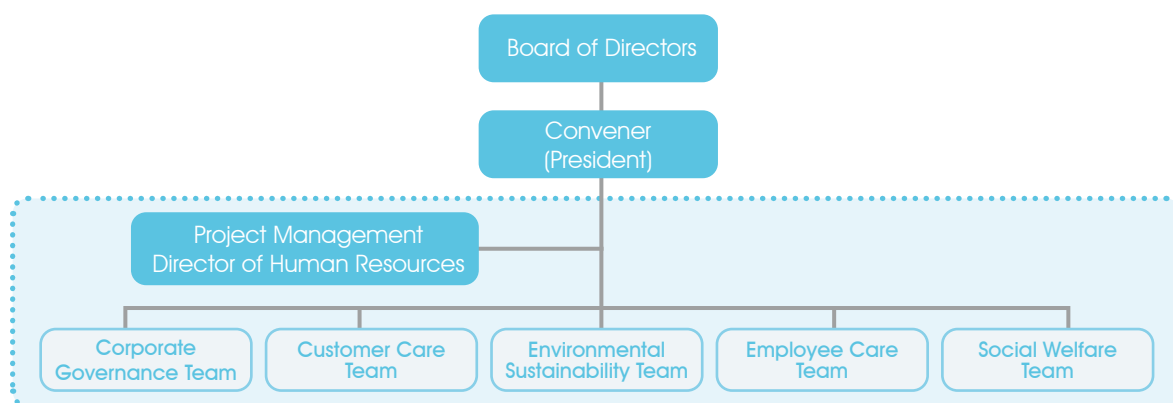 Board of Directors
Convener
(President)
Project Management
Director of Human Resources
Corporate
Governance Team
Customer Care
Team
Environmental
Sustainability Team
Employee Care
Team
Social Welfare
Team